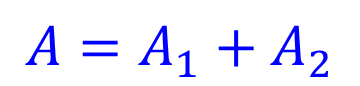 A = A₁ + A₂